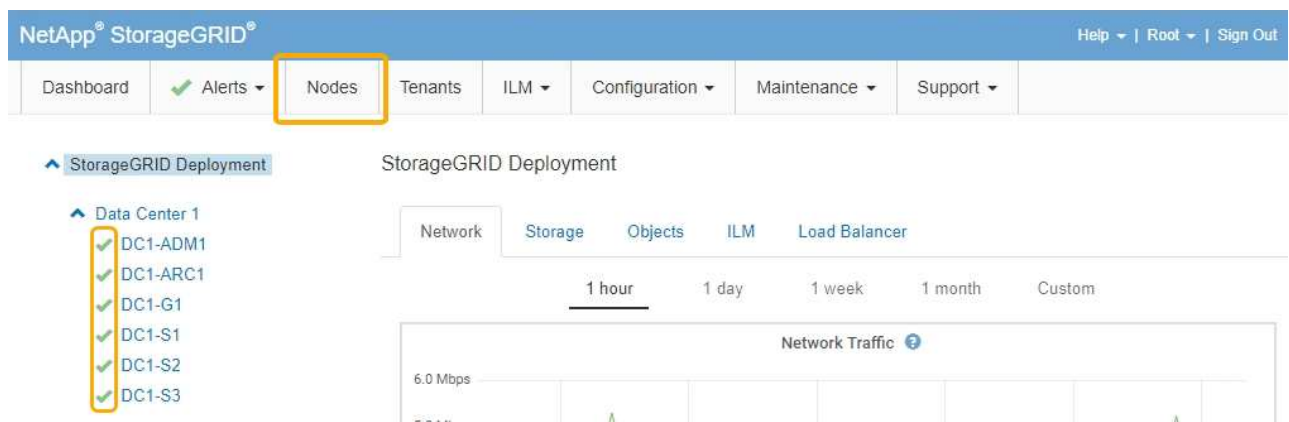 NetApp® StorageGRID®
Help | Root | Sign Out
Dashboard Alerts Nodes Tenants ILM Configuration Maintenance Support
StorageGRID Deployment
StorageGRID Deployment
Data Center 1
Network Storage Objects ILM Load Balancer
DC1-ADM1
DC1-ARC1
1 hour 1 day 1 week 1 month Custom
DC1-G1
DC1-S1
Network Traffic
DC1-S2
6.0 Mbps
DC1-S3